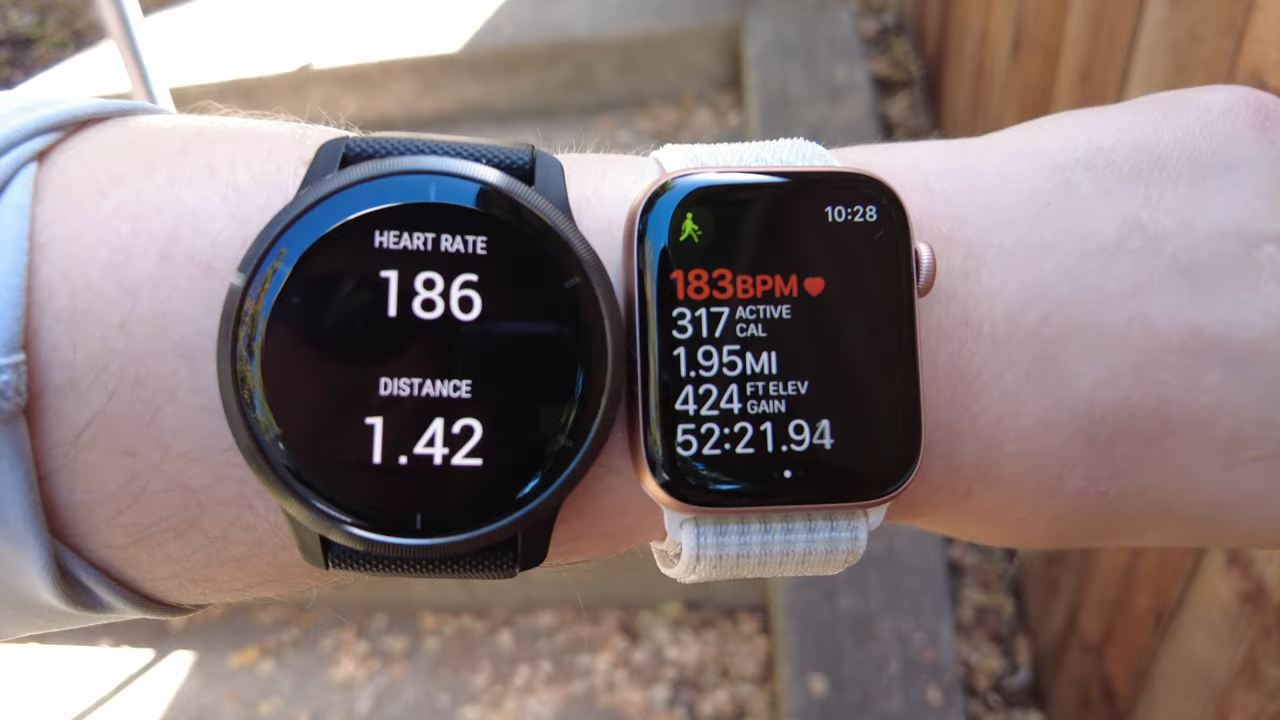 HEART RATE
186
DISTANCE
1.42
10:28
183BPM
317 ACTIVE
CAL
1.95MI
424 FT ELEV
GAIN
52:21.94